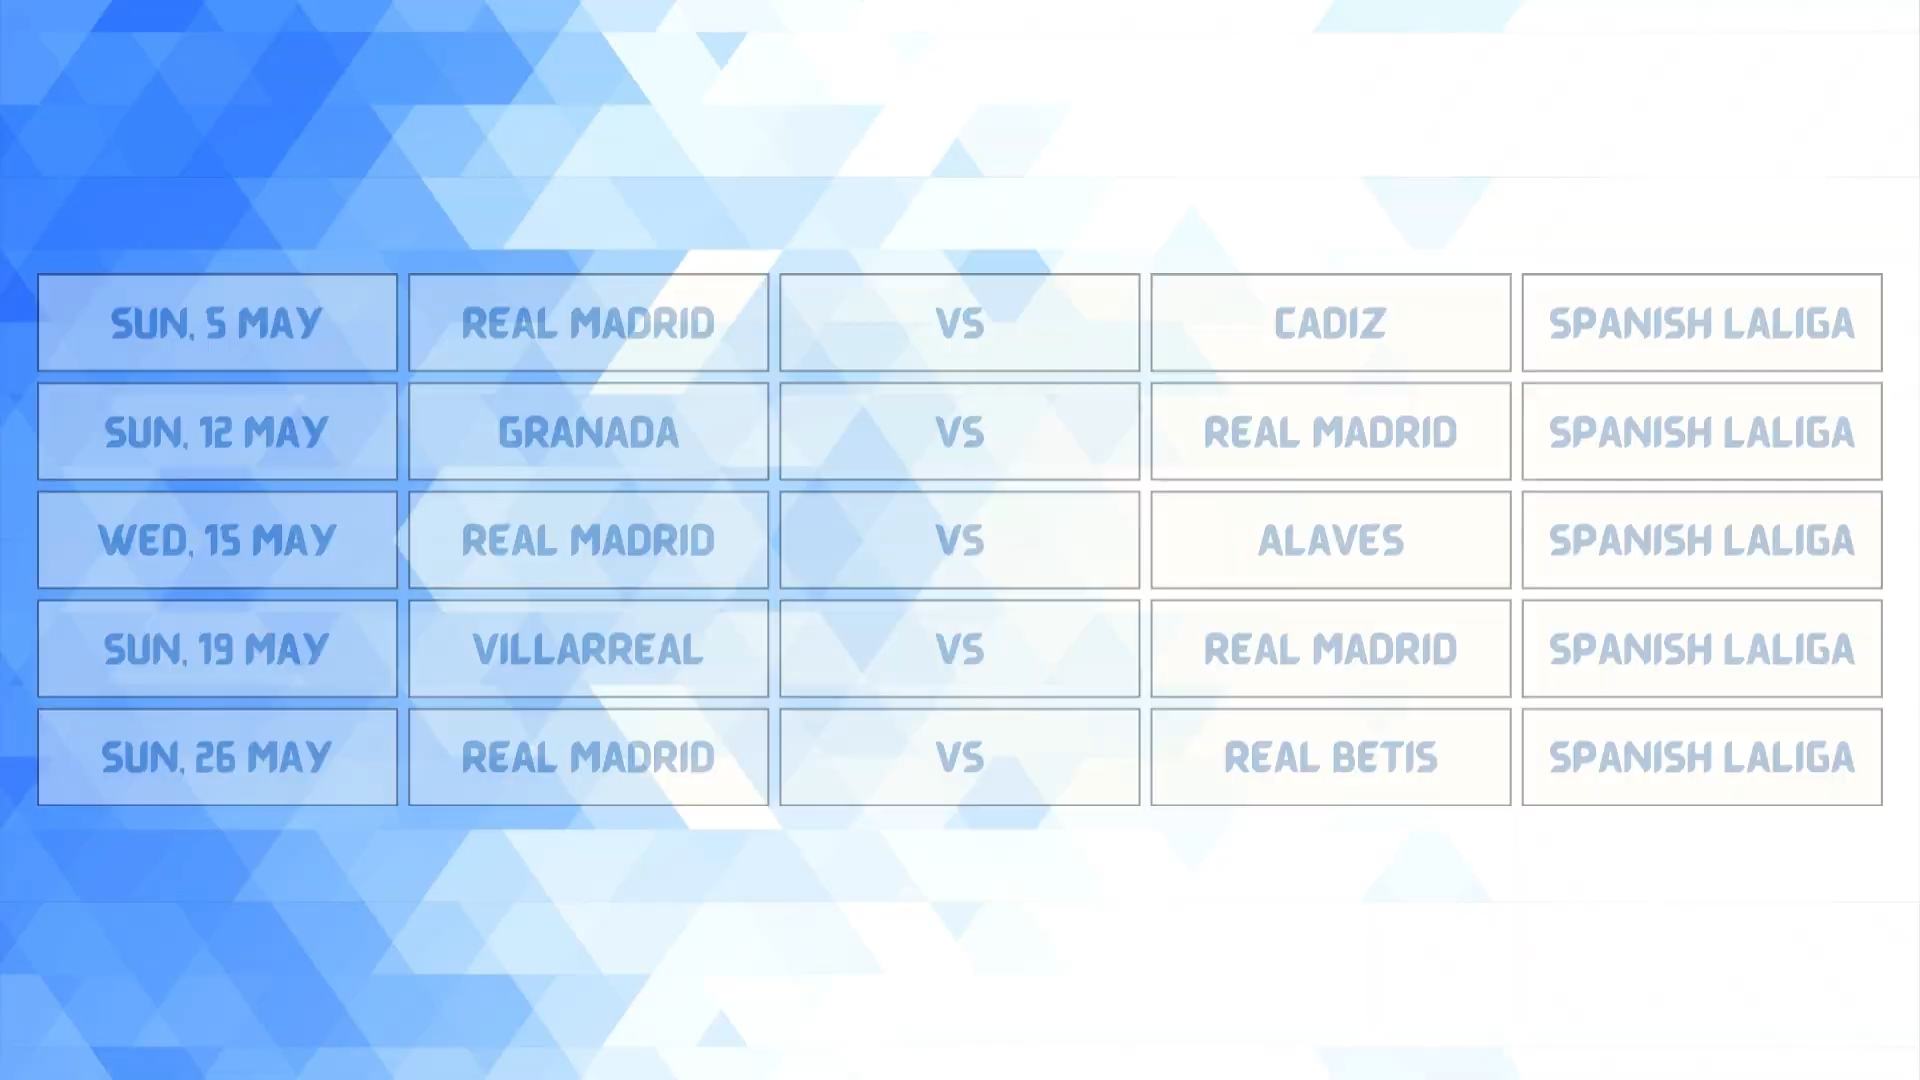 SUN, 5 MAY REAL MADRID VS CADIZ SPANISH LALIGA
SUN, 12 MAY GRANADA VS REAL MADRID SPANISH LALIGA
WED, 15 MAY REAL MADRID VS ALAVES SPANISH LALIGA
SUN, 19 MAY VILLARREAL VS REAL MADRID SPANISH LALIGA
SUN, 26 MAY REAL MADRID VS REAL BETIS SPANISH LALIGA